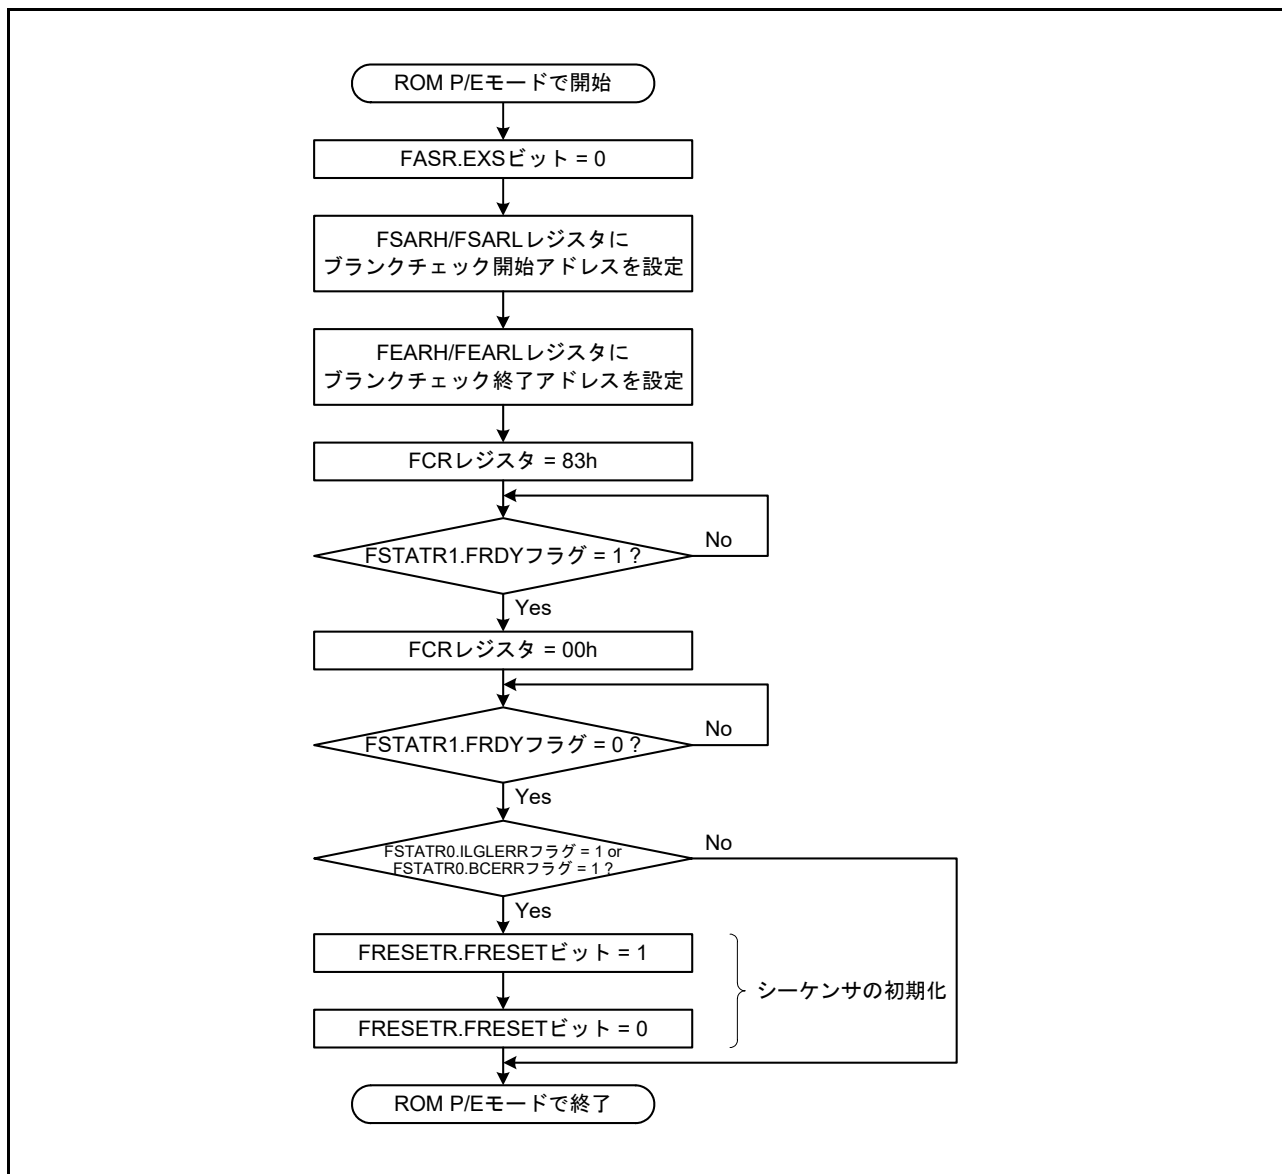 ROM P/Eモードで開始
FASR.EXSビット = 0
FSARH/FSARLレジスタに
ブランクチェック開始アドレスを設定
FEARH/FEARLレジスタに
ブランクチェック終了アドレスを設定
FCRレジスタ = 83h
FSTATR1.FRDYフラグ = 1 ?
No
Yes
FCRレジスタ = 00h
FSTATR1.FRDYフラグ = 0 ?
No
Yes
FSTATR0.ILGLERRフラグ = 1 or
FSTATR0.BCERRフラグ = 1 ?
No
Yes
FRESETR.FRESETビット = 1
シーケンサの初期化
FRESETR.FRESETビット = 0
ROM P/Eモードで終了